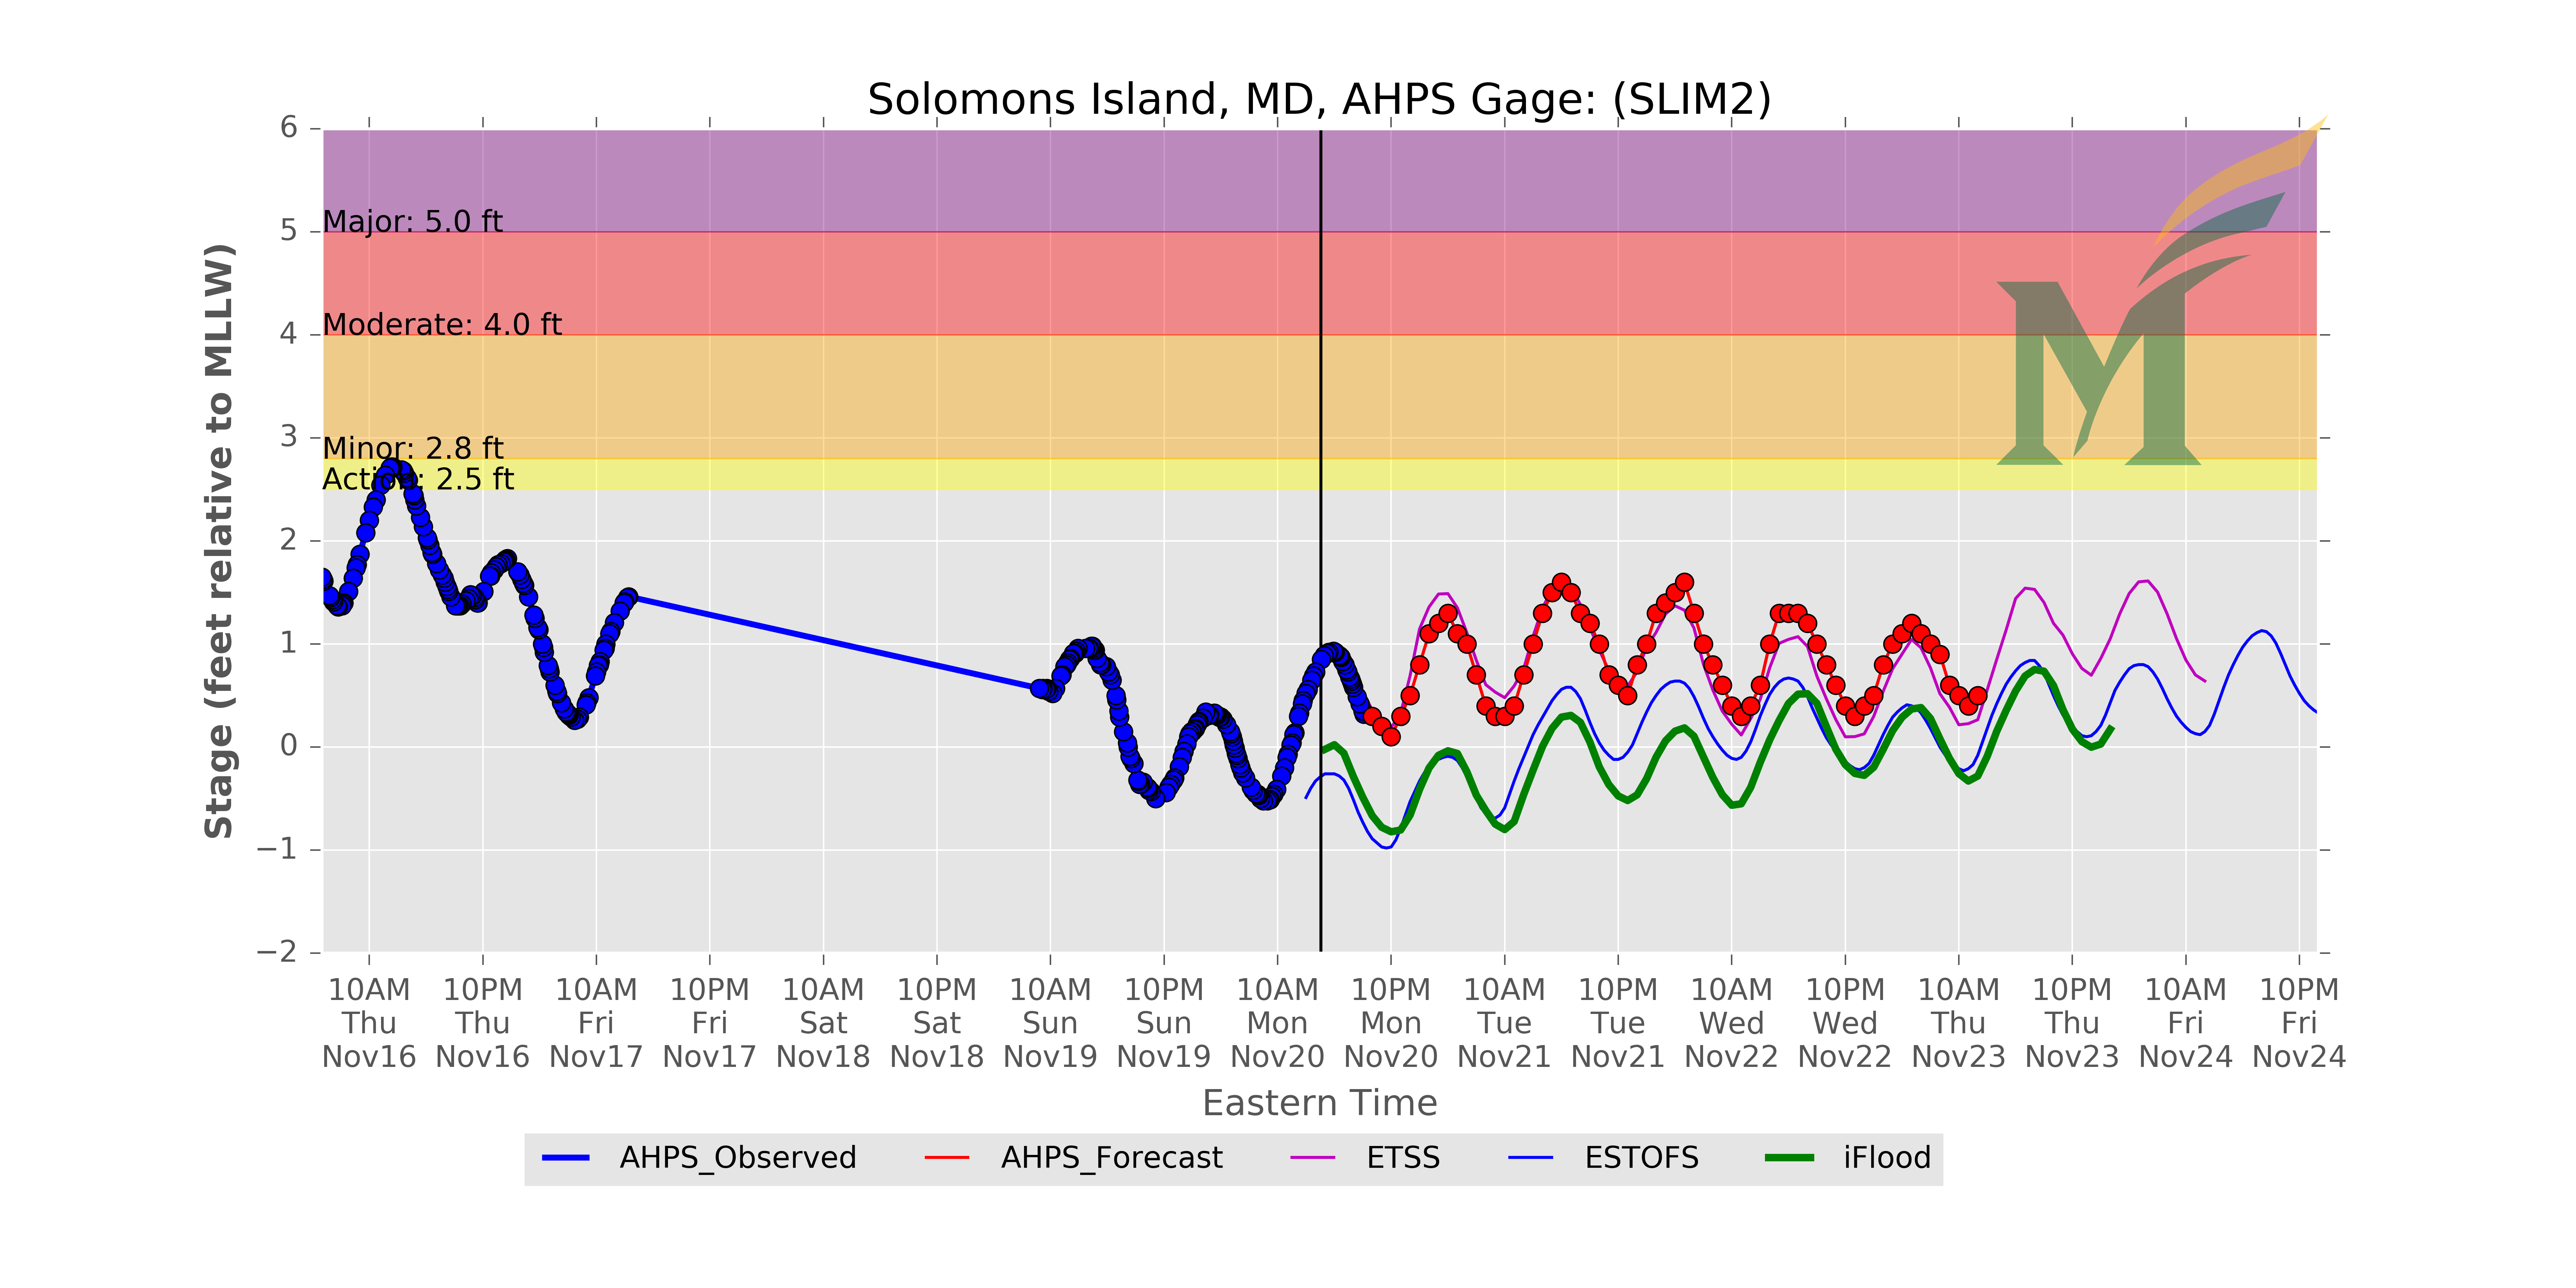 Solomons Island, MD, AHPS Gage: (SLIM2)
Stage (feet relative to MLLW)
6
5
4
3
2
1
0
−1
−2
Major: 5.0 ft
Moderate: 4.0 ft
Minor: 2.8 ft
Action: 2.5 ft
M
10AM 10PM 10AM 10PM 10AM 10PM 10AM 10PM 10AM 10PM 10AM 10PM 10AM 10PM 10AM 10PM 10AM 10PM
Thu Thu Fri Fri Sat Sat Sun Sun Mon Mon Tue Tue Wed Wed Thu Thu Fri Fri
Nov16 Nov16 Nov17 Nov17 Nov18 Nov18 Nov19 Nov19 Nov20 Nov20 Nov21 Nov21 Nov22 Nov22 Nov23 Nov23 Nov24 Nov24
Eastern Time
AHPS_Observed AHPS_Forecast ETSS ESTOFS iFlood